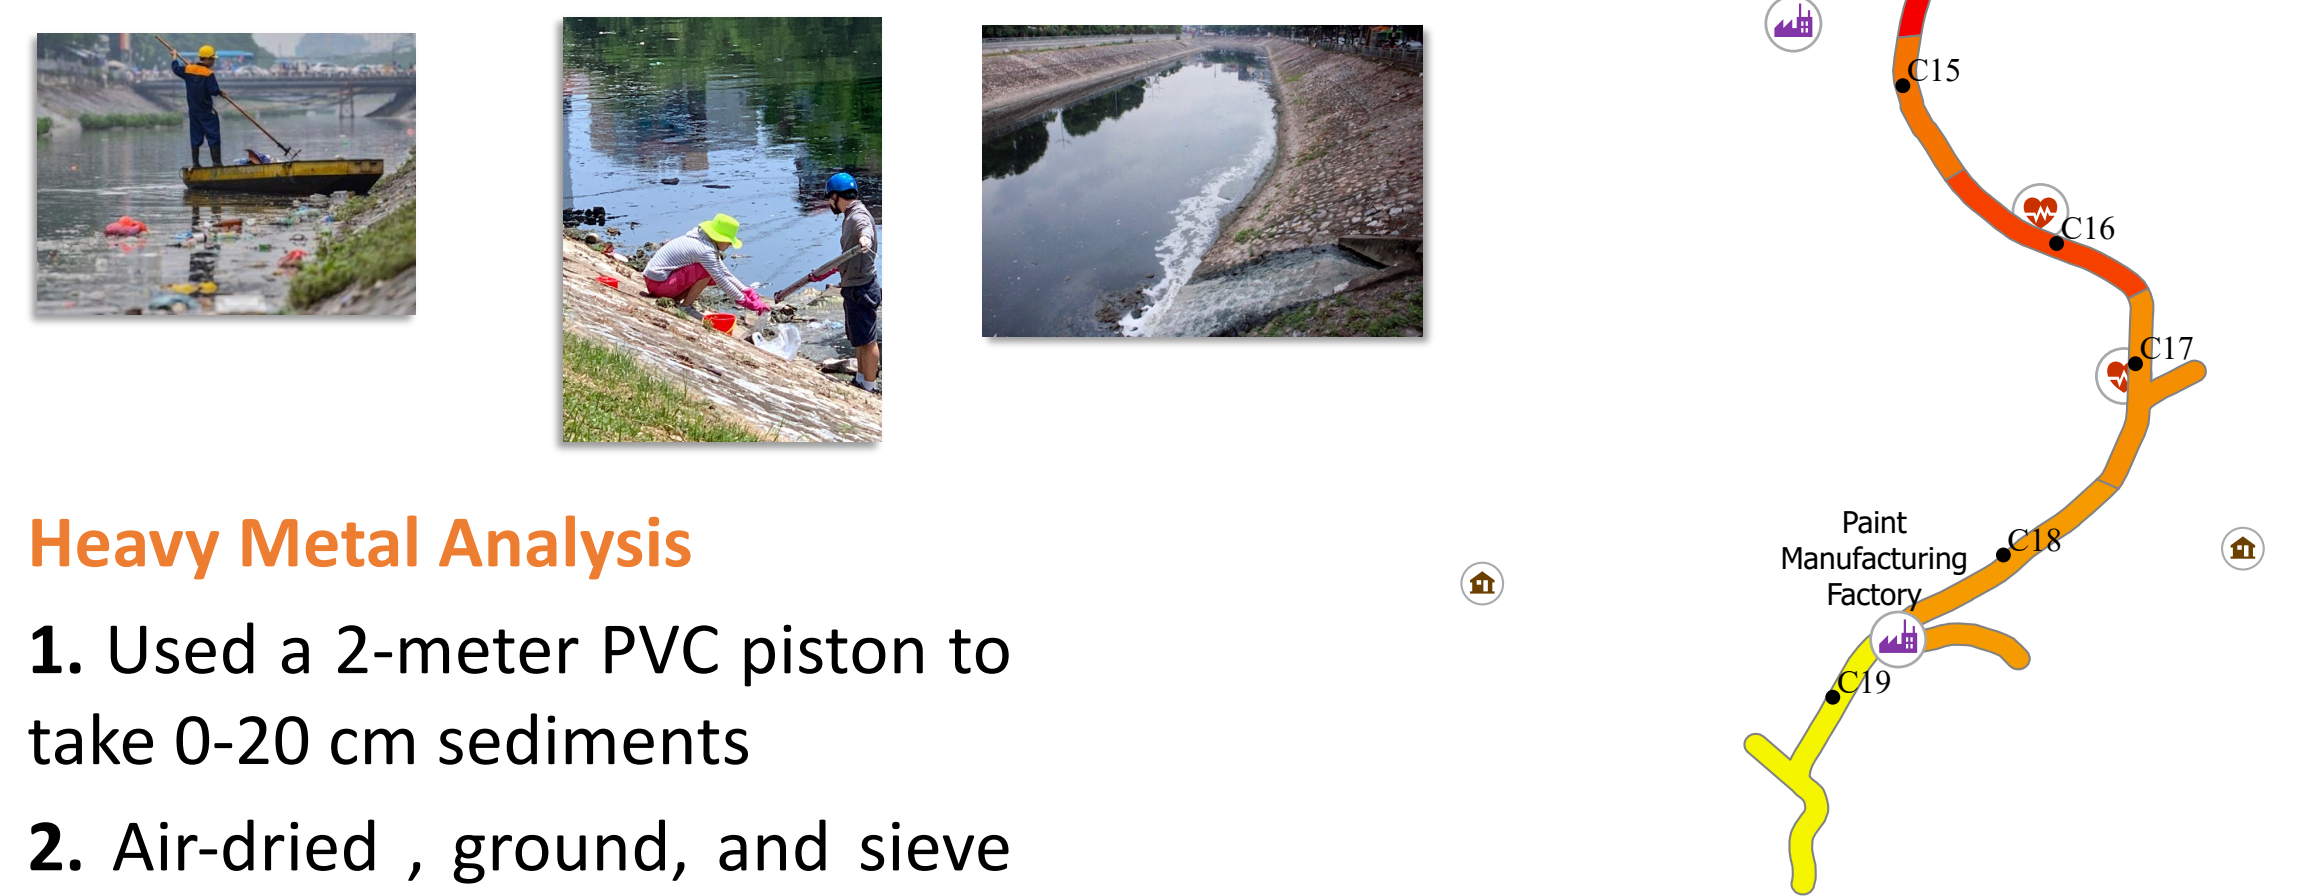 Heavy Metal Analysis
1. Used a 2-meter PVC piston to
take 0-20 cm sediments
2. Air-dried , ground, and sieve
C15
C16
C17
C18
Paint
Manufacturing
Factory
C19